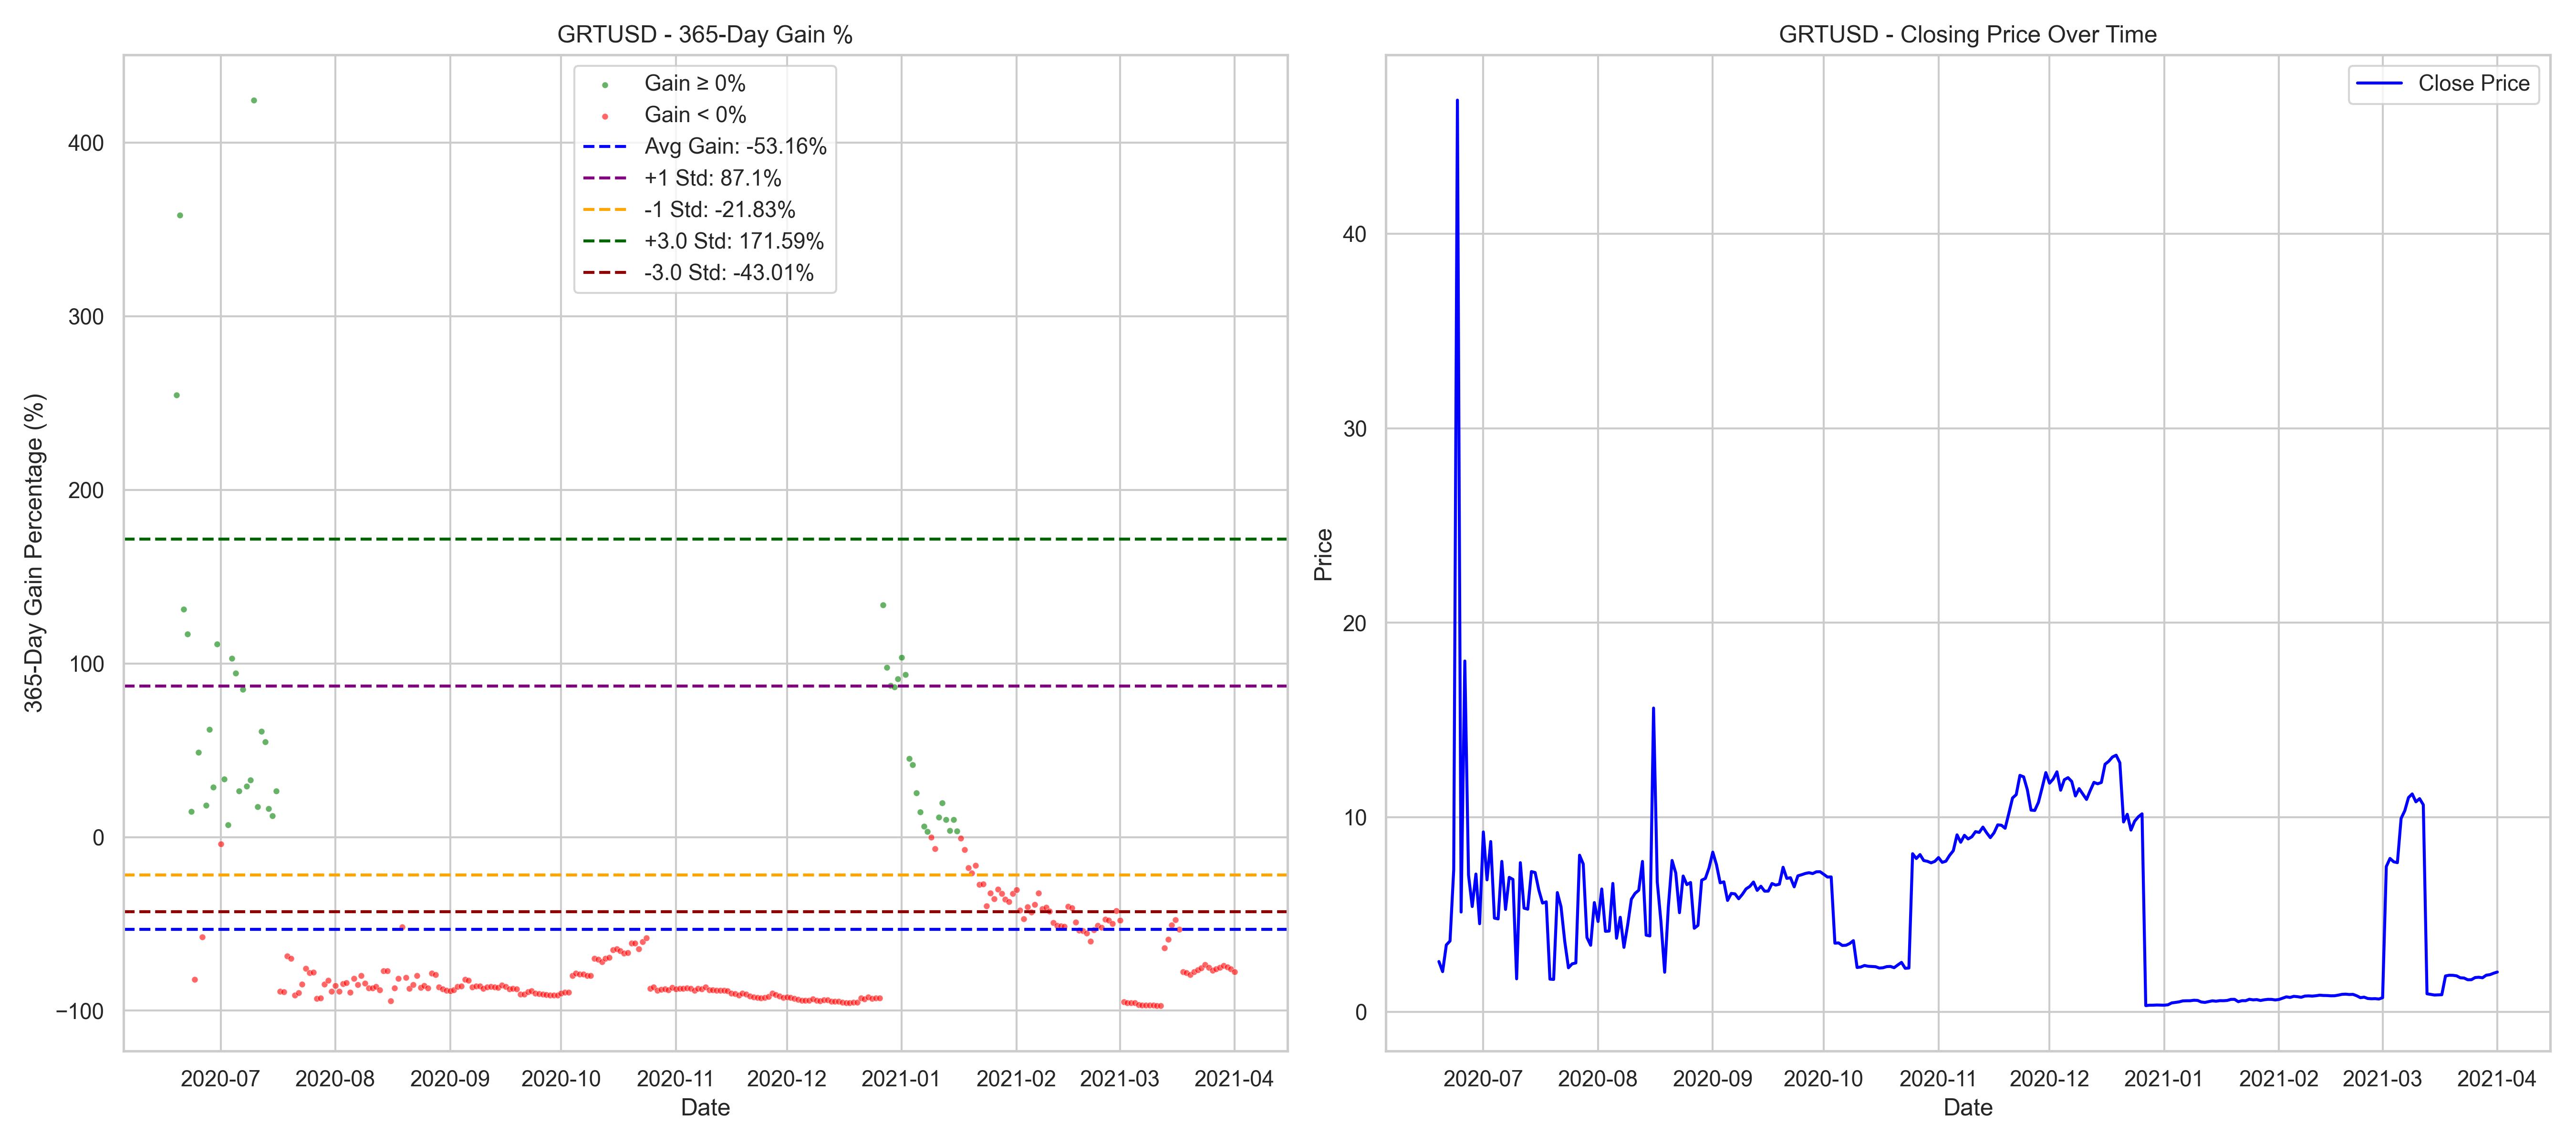 GRTUSD - 365-Day Gain %
Gain ≥ 0%
Gain < 0%
Avg Gain: -53.16%
+1 Std: 87.1%
-1 Std: -21.83%
+3.0 Std: 171.59%
-3.0 Std: -43.01%
365-Day Gain Percentage (%)
400
300
200
100
0
−100
2020-07 2020-08 2020-09 2020-10 2020-11 2020-12 2021-01 2021-02 2021-03 2021-04
Date
GRTUSD - Closing Price Over Time
Close Price
Price
40
30
20
10
0
2020-07 2020-08 2020-09 2020-10 2020-11 2020-12 2021-01 2021-02 2021-03 2021-04
Date